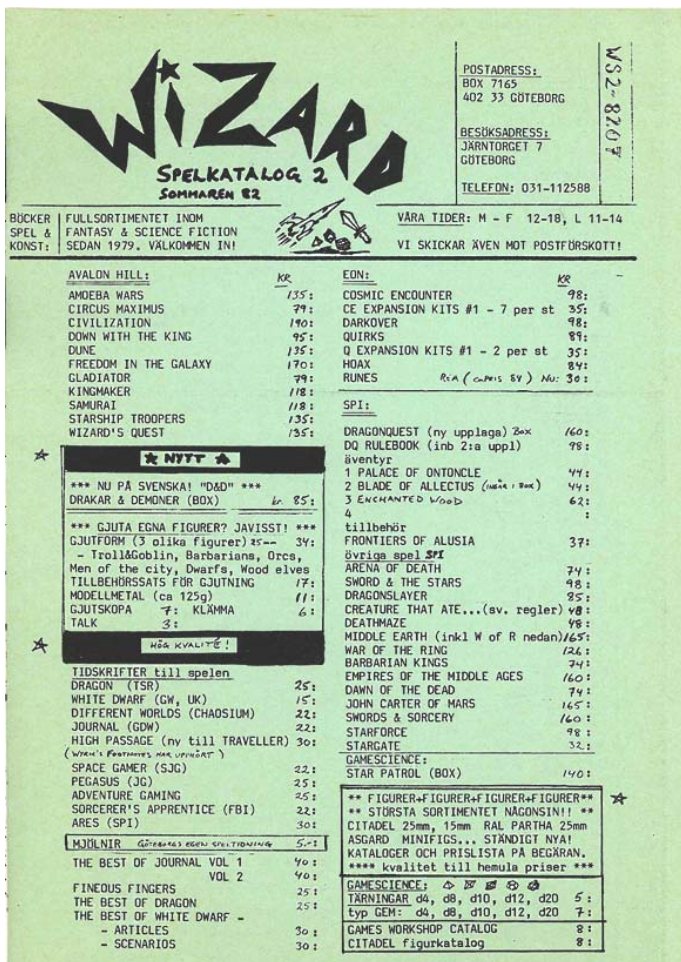 WIZARD
SPELKATALOG 2
SOMMAREN 82
POSTADRESS:
BOX 7165
402 33 GÖTEBORG
BESÖKSADRESS:
JÄRNTORGET 7
GÖTEBORG
TELEFON: 031-112588
WS2-8207
BÖCKER
SPEL &
KONST:
FULLSORTIMENTET INOM
FANTASY & SCIENCE FICTION
SEDAN 1979. VÄLKOMMEN IN!
VÅRA TIDER: M - F 12-18, L 11-14
VI SKICKAR ÄVEN MOT POSTFÖRSKOTT!
AVALON HILL: KR
AMOEBA WARS 135:
CIRCUS MAXIMUS 79:
CIVILIZATION 190:
DOWN WITH THE KING 95:
DUNE 135:
FREEDOM IN THE GALAXY 170:
GLADIATOR 79:
KINGMAKER 118:
SAMURAI 118:
STARSHIP TROOPERS 135:
WIZARD'S QUEST 135:
NYTT
*** NU PÅ SVENSKA! "D&D" ***
DRAKAR & DEMONER (BOX) kr. 85:
*** GJUTA EGNA FIGURER? JAVISST! ***
GJUTFORM (3 olika figurer) 25-- 34:
- Troll&Goblin, Barbarians, Orcs,
Men of the city, Dwarfs, Wood elves
TILLBEHÖRSSATS FÖR GJUTNING 17:
MODELLMETAL (ca 125g) 11:
GJUTSKOPA 7: KLÄMMA 6:
TALK 3:
HÖG KVALITÉ!
TIDSKRIFTER till spelen
DRAGON (TSR) 25:
WHITE DWARF (GW, UK) 15:
DIFFERENT WORLDS (CHAOSIUM) 22:
JOURNAL (GDW) 22:
HIGH PASSAGE (ny till TRAVELLER) 30:
(WYRM'S FOOTNOTES HAR UPPHÖRT)
SPACE GAMER (SJG) 22:
PEGASUS (JG) 25:
ADVENTURE GAMING 25:
SORCERER'S APPRENTICE (FBI) 22:
ARES (SPI) 30:
MJÖLNIR GÖTEBORGS EGEN SPELTIDNING 5.-:
THE BEST OF JOURNAL VOL 1 40:
VOL 2 40:
FINEOUS FINGERS 25:
THE BEST OF DRAGON 25:
THE BEST OF WHITE DWARF -
- ARTICLES 30:
- SCENARIOS 30:
EON: KR
COSMIC ENCOUNTER 98:
CE EXPANSION KITS #1 - 7 per st 35:
DARKOVER 98:
QUIRKS 89:
Q EXPANSION KITS #1 - 2 per st 35:
HOAX 84:
RUNES REA ( 84) NU: 30:
SPI:
DRAGONQUEST (ny upplaga) Box 160:
DQ RULEBOOK (inb 2:a uppl) 98:
äventyr
1 PALACE OF ONTONCLE 44:
2 BLADE OF ALLECTUS (INGÅR I BOX) 44:
3 ENCHANTED WOOD 62:
4 :
tillbehör
FRONTIERS OF ALUSIA 37:
övriga spel SPI
ARENA OF DEATH 74:
SWORD & THE STARS 98:
DRAGONSLAYER 85:
CREATURE THAT ATE...(sv. regler) 48:
DEATHMAZE 48:
MIDDLE EARTH (inkl W of R nedan) 165:
WAR OF THE RING 126:
BARBARIAN KINGS 74:
EMPIRES OF THE MIDDLE AGES 160:
DAWN OF THE DEAD 74:
JOHN CARTER OF MARS 165:
SWORDS & SORCERY 160:
STARFORCE 98:
STARGATE 32:
GAMESCIENCE:
STAR PATROL (BOX) 140:
** FIGURER+FIGURER+FIGURER+FIGURER**
** STÖRSTA SORTIMENTET NÅGONSIN!! **
CITADEL 25mm, 15mm RAL PARTHA 25mm
ASGARD MINIFIGS... STÄNDIGT NYA!
KATALOGER OCH PRISLISTA PÅ BEGÄRAN.
**** kvalitet till hemula priser ***
GAMESCIENCE:
TÄRNINGAR d4, d8, d10, d12, d20 5:
typ GEM: d4, d8, d10, d12, d20 7:
GAMES WORKSHOP CATALOG 8:
CITADEL figurkatalog 8: